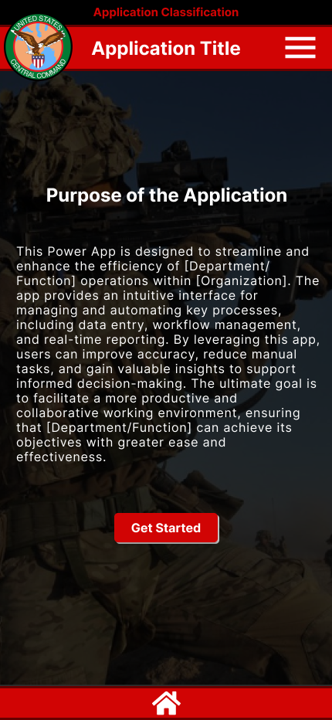 Application Classification
UNITED STATES
CENTRAL COMMAND
Application Title
Purpose of the Application
This Power App is designed to streamline and
enhance the efficiency of [Department/
Function] operations within [Organization]. The
app provides an intuitive interface for
managing and automating key processes,
including data entry, workflow management,
and real-time reporting. By leveraging this app,
users can improve accuracy, reduce manual
tasks, and gain valuable insights to support
informed decision-making. The ultimate goal is
to facilitate a more productive and
collaborative working environment, ensuring
that [Department/Function] can achieve its
objectives with greater ease and
effectiveness.
Get Started